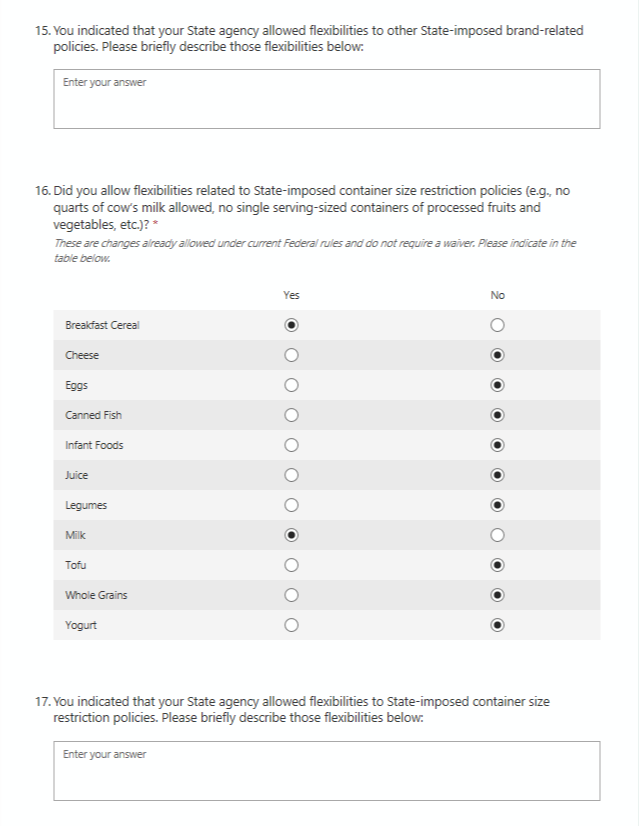 15. You indicated that your State agency allowed flexibilities to other State-imposed brand-related
policies. Please briefly describe those flexibilities below:
Enter your answer
16. Did you allow flexibilities related to State-imposed container size restriction policies (e.g., no
quarts of cow's milk allowed, no single serving-sized containers of processed fruits and
vegetables, etc.)? *
These are changes already allowed under current Federal rules and do not require a waiver. Please indicate in the
table below.
Yes No
Breakfast Cereal
Cheese
Eggs
Canned Fish
Infant Foods
Juice
Legumes
Milk
Tofu
Whole Grains
Yogurt
17. You indicated that your State agency allowed flexibilities to State-imposed container size
restriction policies. Please briefly describe those flexibilities below:
Enter your answer